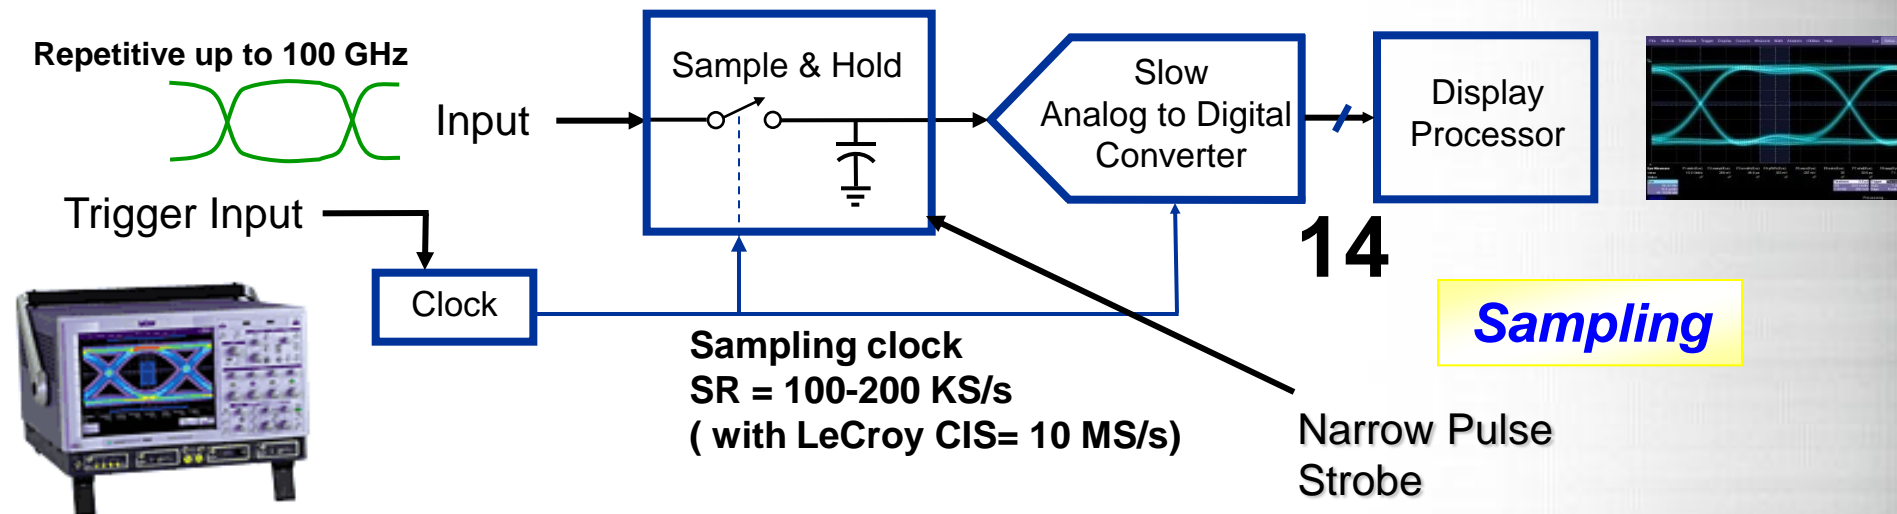 Repetitive up to 100 GHz
Input
Trigger Input
Clock
Sample & Hold
Slow
Analog to Digital
Converter
14
Display
Processor
Sampling clock
SR = 100-200 KS/s
( with LeCroy CIS= 10 MS/s)
Narrow Pulse
Strobe
Sampling